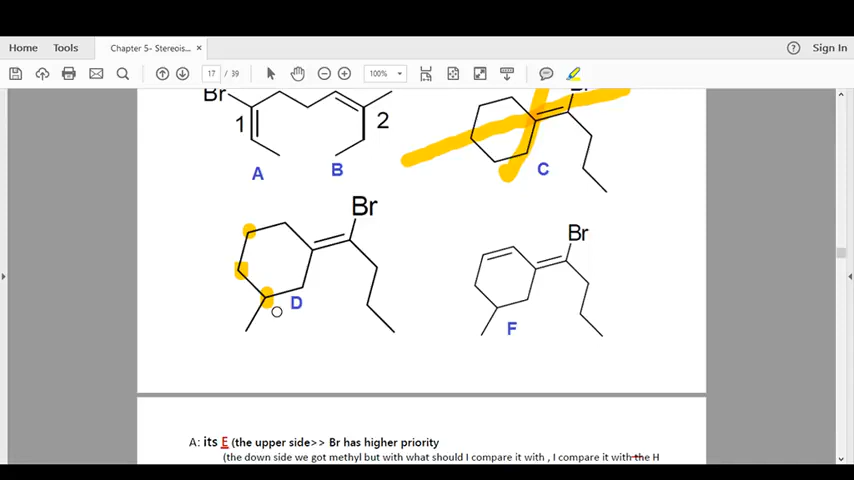 Home Tools Chapter 5- Stereois... × ? Sign In
17 / 39 100%
Br
1 2
A B C
Br
D
Br
F
A: its E (the upper side>> Br has higher priority
(the down side we got methyl but with what should I compare it with , I compare it with the H